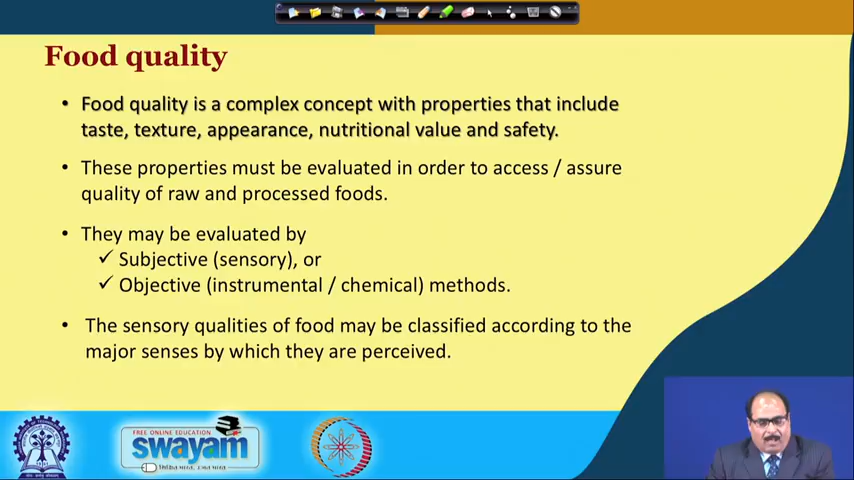 Food quality
• Food quality is a complex concept with properties that include
taste, texture, appearance, nutritional value and safety.
• These properties must be evaluated in order to access / assure
quality of raw and processed foods.
• They may be evaluated by
✓ Subjective (sensory), or
✓ Objective (instrumental / chemical) methods.
• The sensory qualities of food may be classified according to the
major senses by which they are perceived.
FREE ONLINE EDUCATION
swayam